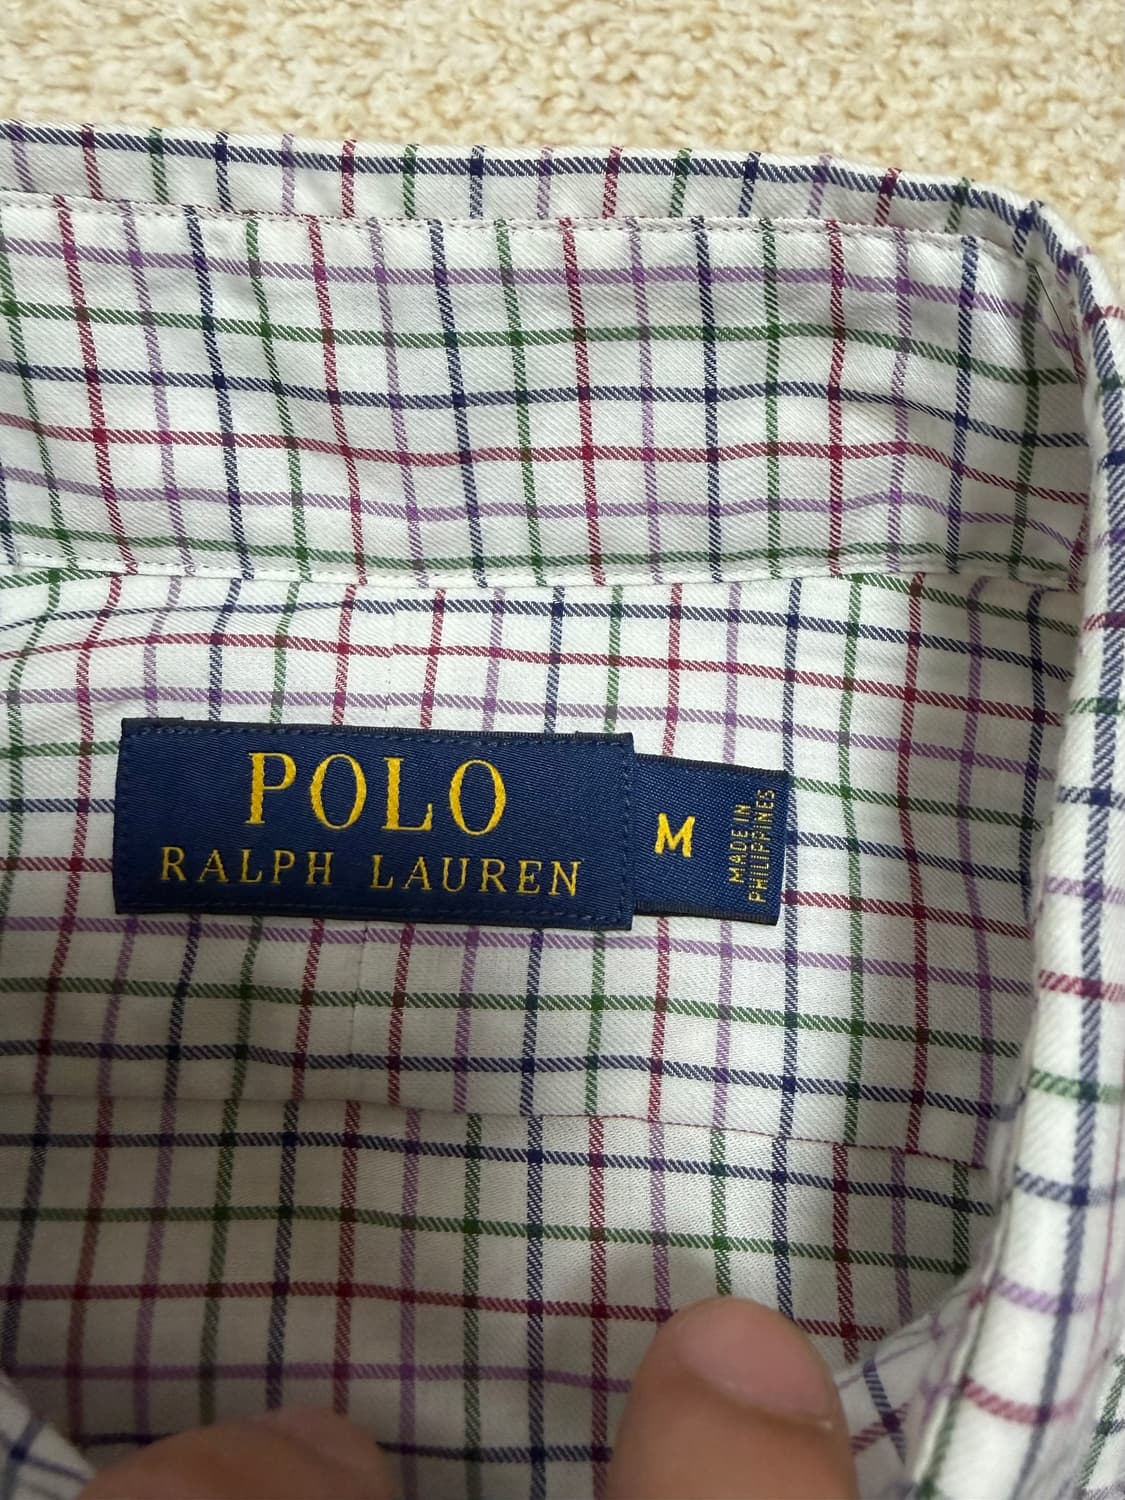 POLO
RALPH LAUREN
M
MADE IN
PHILIPPINES